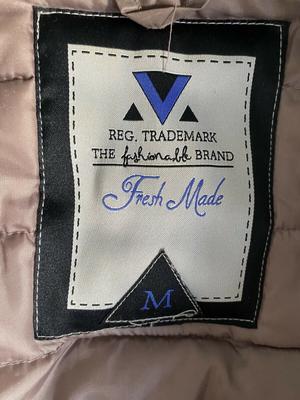 REG. TRADEMARK
THE fashionable BRAND
Fresh Made
M